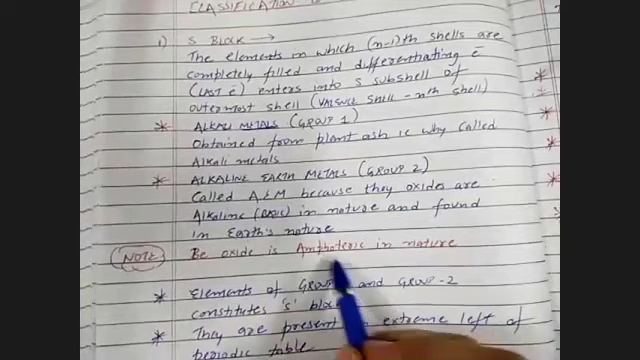 CLASSIFICATION
1) S BLOCK →
The elements in which (n-1)th shells are
completely filled and differentiating e̅
(LAST e̅) enters into S subshell of
outermost shell (VALENCE SHELL - nth shell)
* ALKALI METALS (GROUP 1)
Obtained from plant ash is why called
Alkali metals
* ALKALINE EARTH METALS (GROUP 2)
Called AEM because they oxides are
Alkaline (BASIC) in nature and found
in Earth's nature
NOTE Be oxide is Amphoteric in nature
* Elements of GROUP and GROUP-2
constitutes 's' block
* They are present in extreme left of
periodic table.